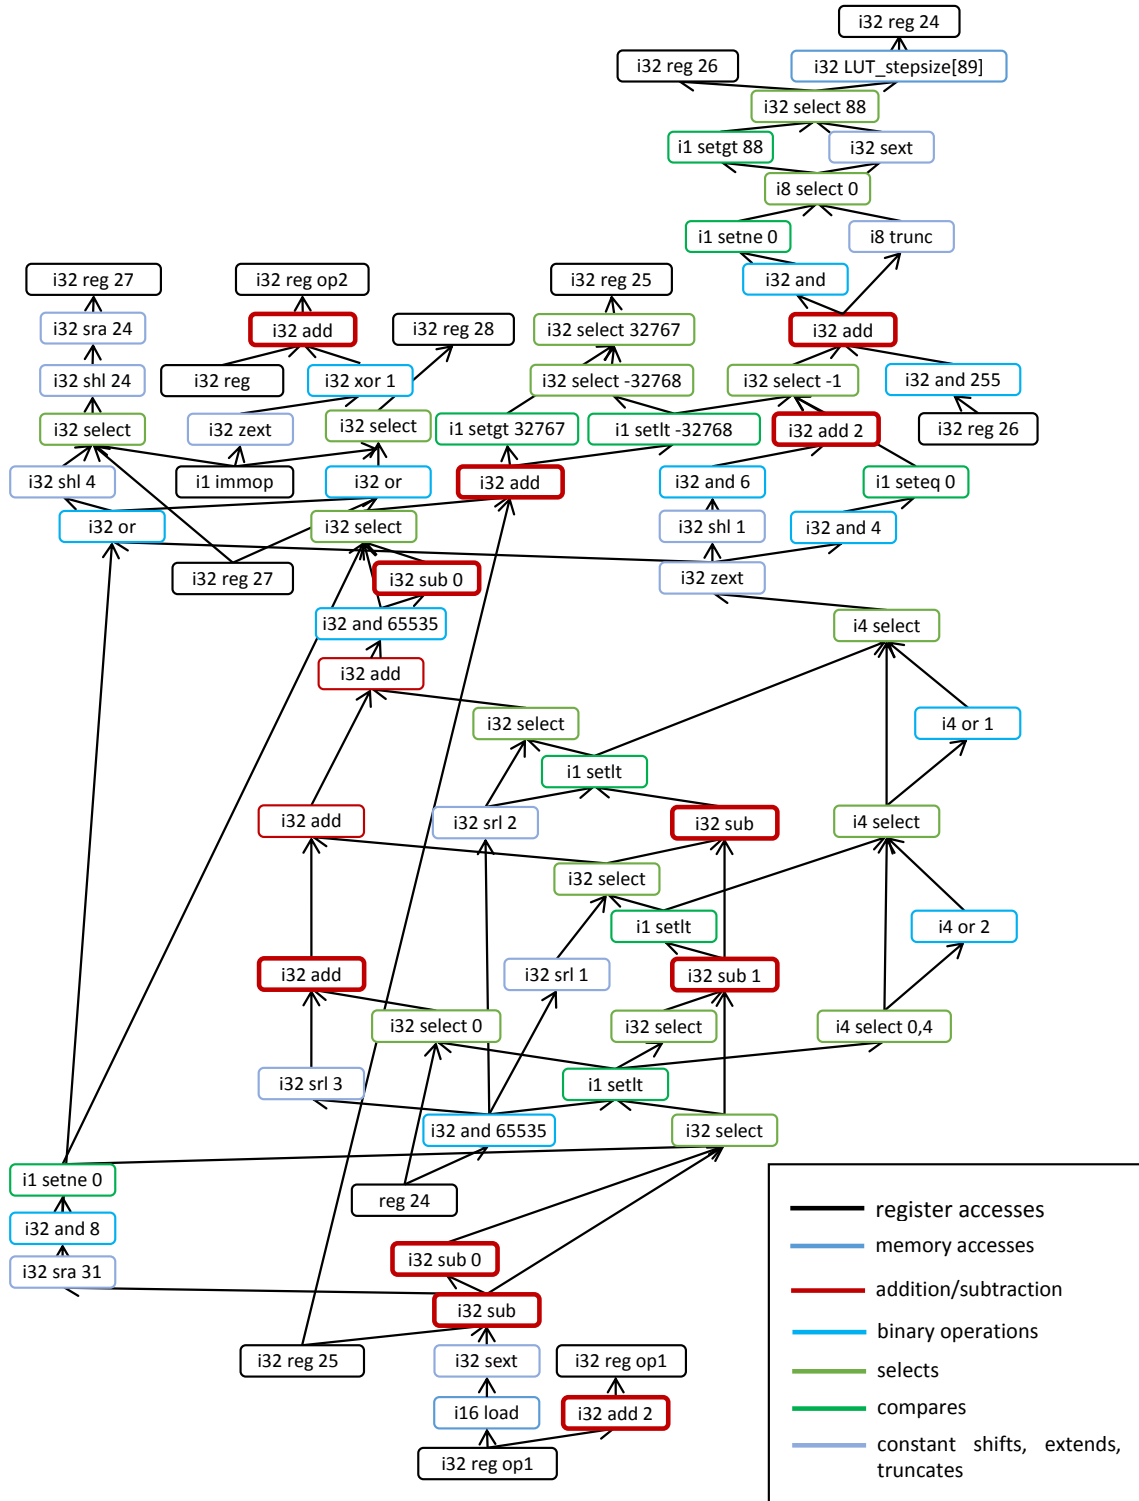 i32 reg 24
i32 reg 26
i32 LUT_stepsize[89]
i32 select 88
i1 setgt 88
i32 sext
i8 select 0
i1 setne 0
i8 trunc
i32 reg 27
i32 reg op2
i32 reg 25
i32 and
i32 sra 24
i32 add
i32 reg 28
i32 select 32767
i32 add
i32 shl 24
i32 reg
i32 xor 1
i32 select -32768
i32 select -1
i32 and 255
i32 select
i32 zext
i32 select
i1 setgt 32767
i1 setlt -32768
i32 add 2
i32 reg 26
i32 shl 4
i1 immop
i32 or
i32 add
i32 and 6
i1 seteq 0
i32 or
i32 select
i32 shl 1
i32 and 4
i32 reg 27
i32 sub 0
i32 zext
i32 and 65535
i4 select
i32 add
i32 select
i4 or 1
i1 setlt
i32 add
i32 srl 2
i32 sub
i4 select
i32 select
i1 setlt
i4 or 2
i32 add
i32 srl 1
i32 sub 1
i32 select 0
i32 select
i4 select 0,4
i32 srl 3
i1 setlt
i32 and 65535
i32 select
i1 setne 0
reg 24
i32 and 8
i32 sub 0
i32 sra 31
i32 sub
i32 reg 25
i32 sext
i32 reg op1
i16 load
i32 add 2
i32 reg op1
register accesses
memory accesses
addition/subtraction
binary operations
selects
compares
constant shifts, extends,
truncates